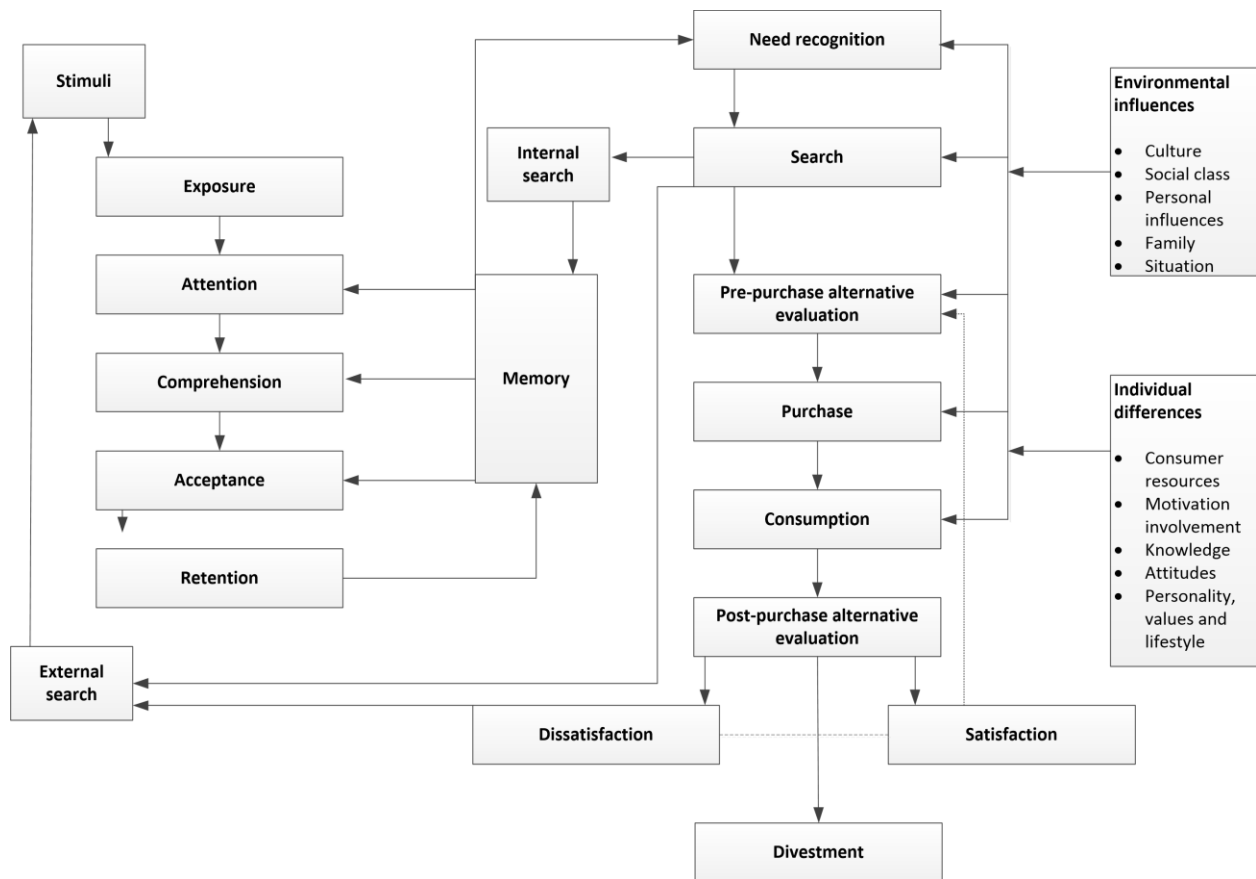 Need recognition
Stimuli
Environmental
influences
● Culture
● Social class
● Personal
influences
● Family
● Situation
Internal
search
Search
Exposure
Attention
Pre-purchase alternative
evaluation
Comprehension
Memory
Purchase
Individual
differences
● Consumer
resources
● Motivation
involvement
● Knowledge
● Attitudes
● Personality,
values and
lifestyle
Acceptance
Consumption
Retention
Post-purchase alternative
evaluation
External
search
Dissatisfaction
Satisfaction
Divestment